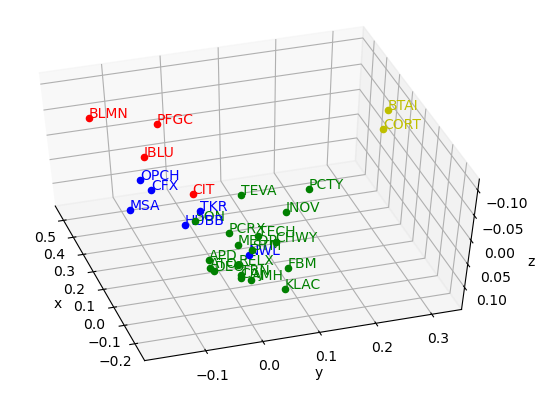 BTAI
BLMN
PFGC
CORT
JBLU
OPCH
CFX
PCTY
CIT
TEVA
MSA
TKR
INOV
HUBB
PCRX
TECH
CHWY
APD
FBM
KLAC
x
y
z
0.5
0.4
0.3
0.2
0.1
0.0
−0.1
−0.2
−0.1
0.0
0.1
0.2
0.3
−0.10
−0.05
0.00
0.05
0.10